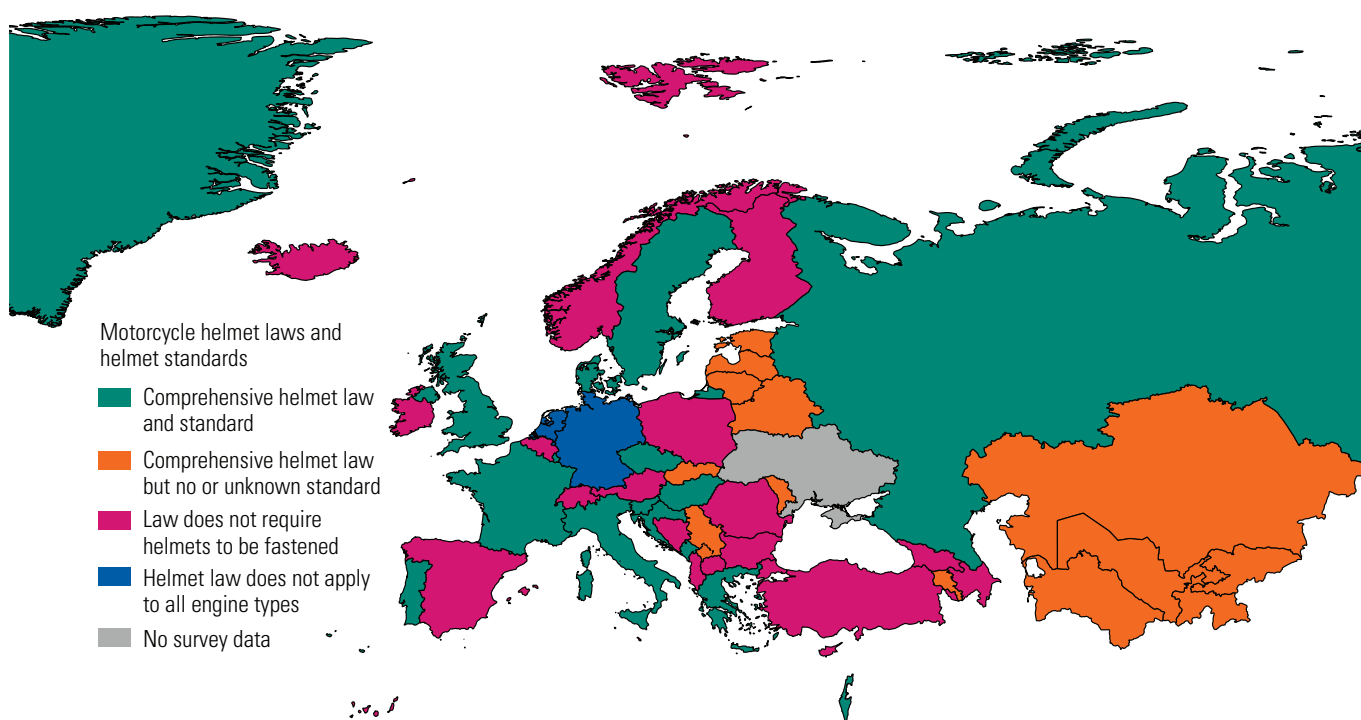 Motorcycle helmet laws and
helmet standards
Comprehensive helmet law
and standard
Comprehensive helmet law
but no or unknown standard
Law does not require
helmets to be fastened
Helmet law does not apply
to all engine types
No survey data